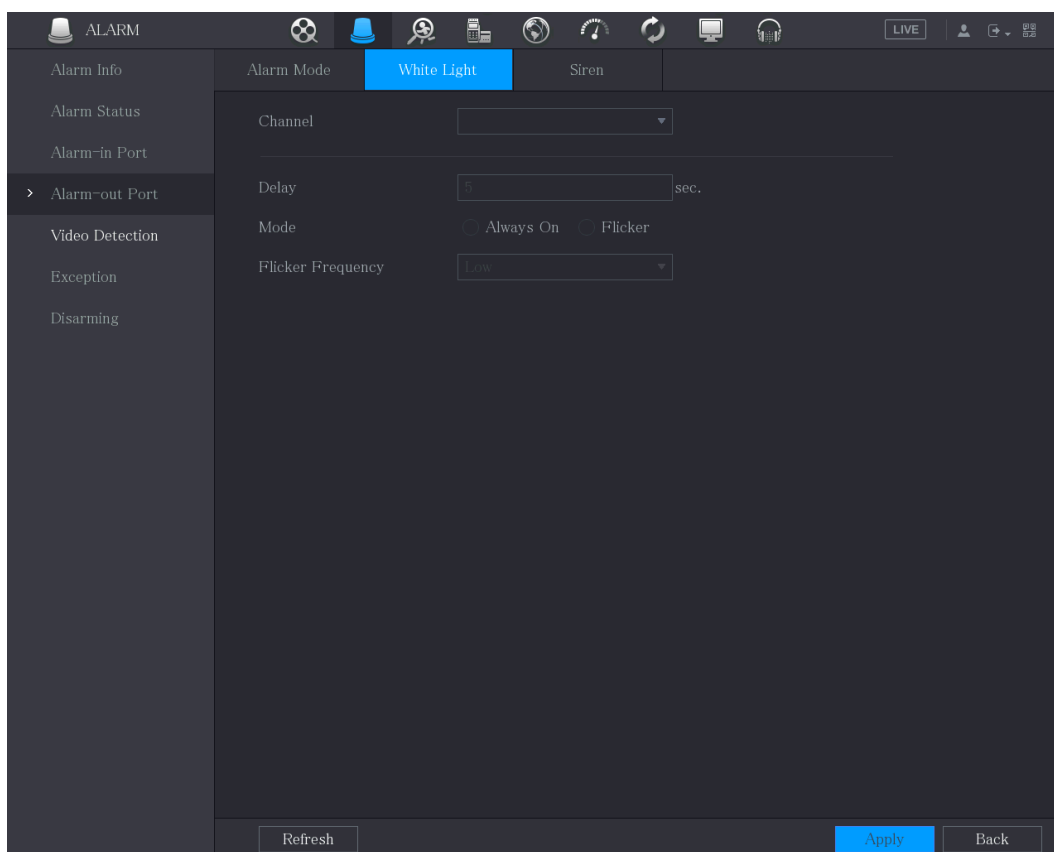 ALARM
LIVE
Alarm Info
Alarm Status
Alarm-in Port
Alarm-out Port
Video Detection
Exception
Disarming
Alarm Mode
White Light
Siren
Channel
Delay 5 sec.
Mode Always On Flicker
Flicker Frequency Low
Refresh
Apply
Back